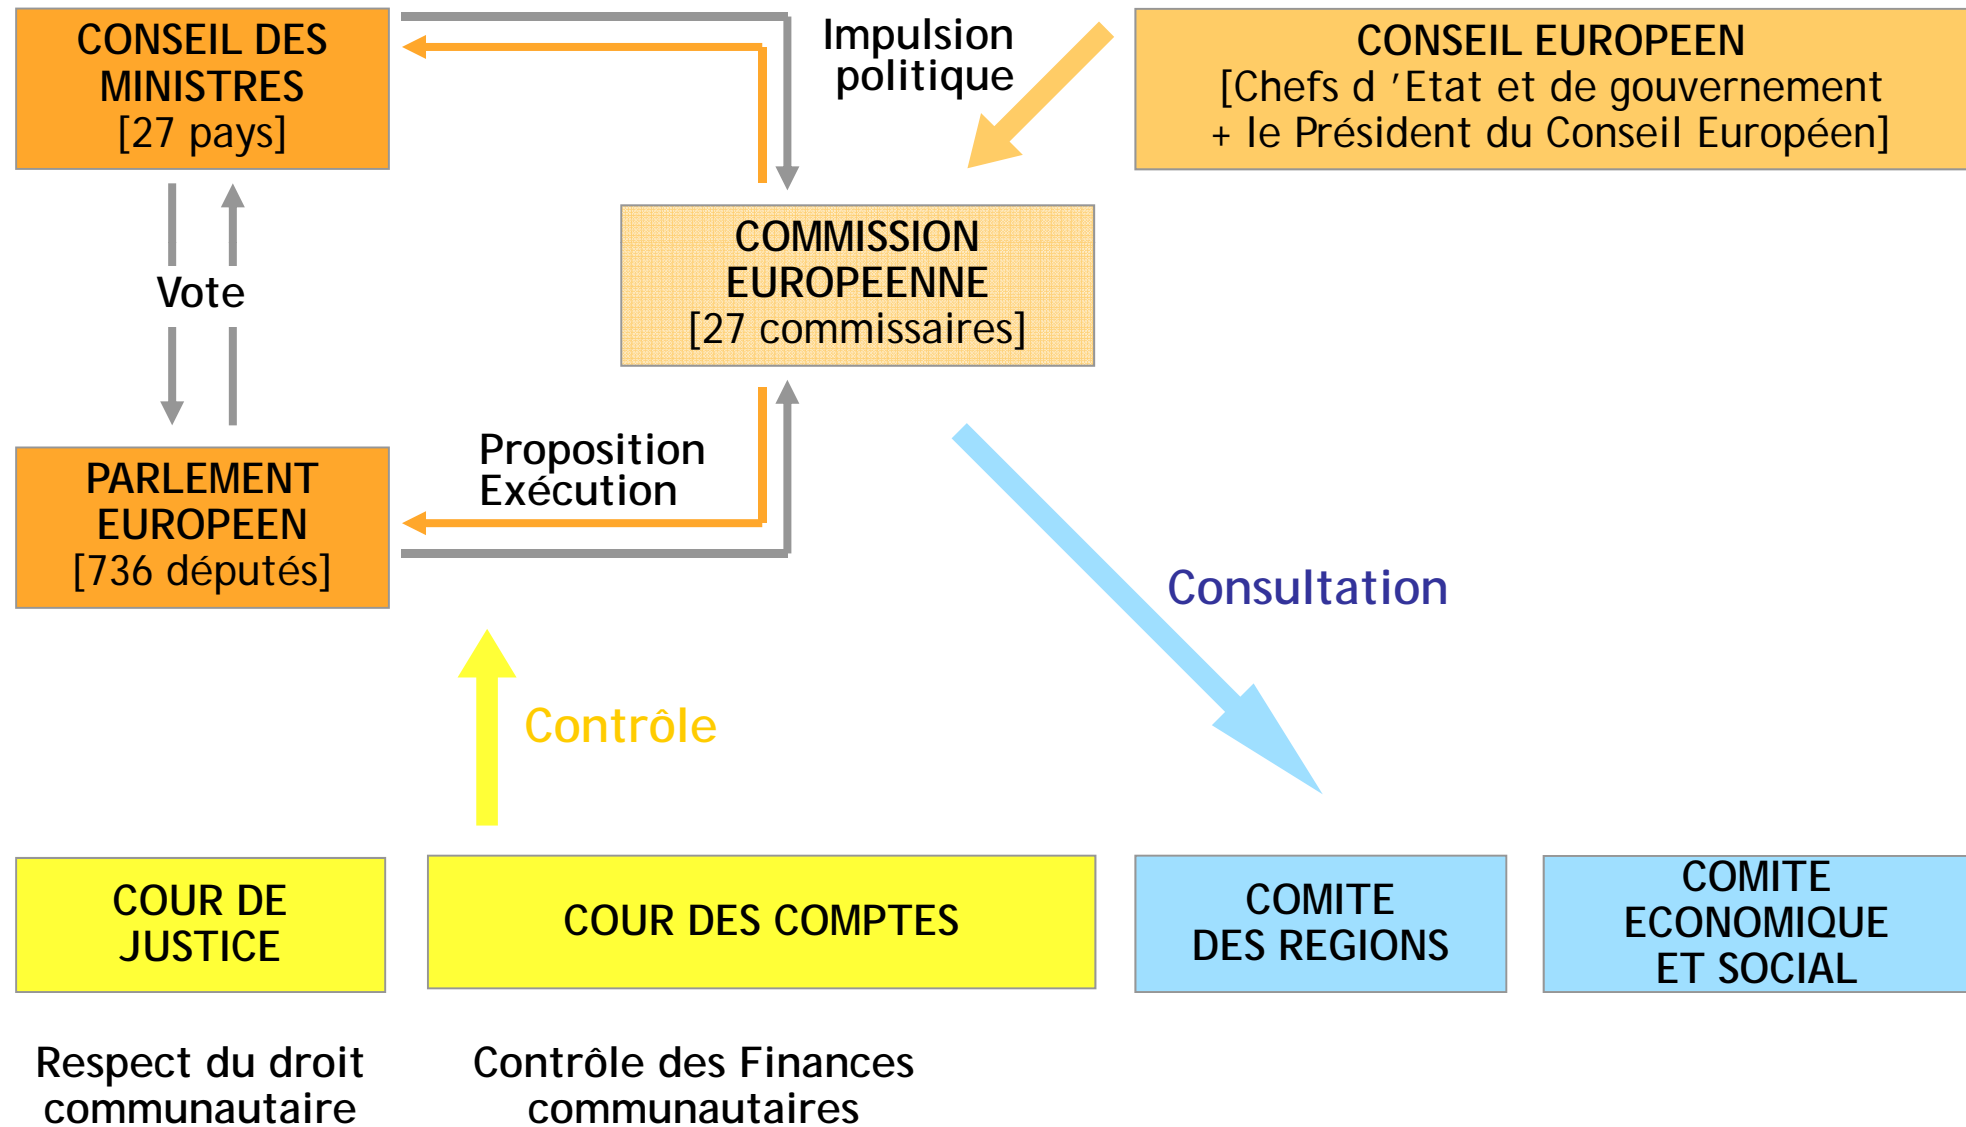 CONSEIL DES
MINISTRES
[27 pays]
Impulsion
politique
CONSEIL EUROPEEN
[Chefs d ’Etat et de gouvernement
+ le Président du Conseil Européen]
COMMISSION
EUROPEENNE
[27 commissaires]
Vote
PARLEMENT
EUROPEEN
[736 députés]
Proposition
Exécution
Consultation
Contrôle
COUR DE
JUSTICE
COUR DES COMPTES
COMITE
DES REGIONS
COMITE
ECONOMIQUE
ET SOCIAL
Respect du droit
communautaire
Contrôle des Finances
communautaires